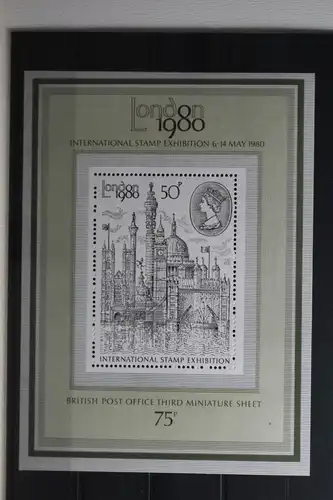 London
1980
INTERNATIONAL STAMP EXHIBITION 6-14 MAY 1980
London
1980
50P
INTERNATIONAL STAMP EXHIBITION
BRITISH POST OFFICE THIRD MINIATURE SHEET
75P